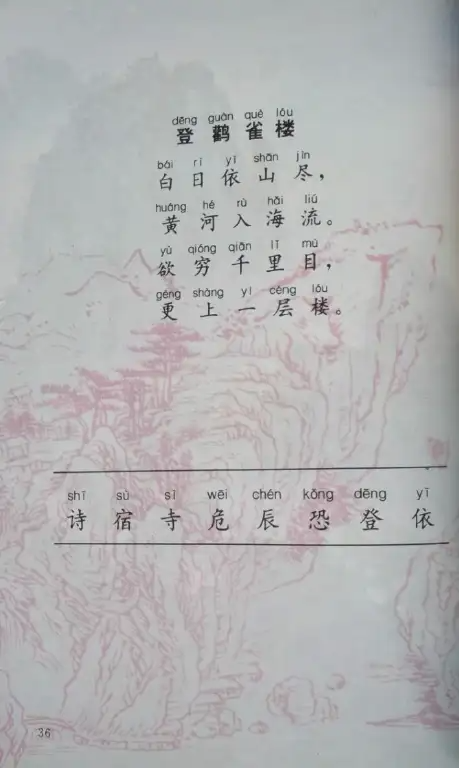 dēng guàn què lóu
登鹳雀楼
bái rì yī shān jìn
白日依山尽，
huáng hé rù hǎi liú
黄河入海流。
yù qióng qiān lǐ mù
欲穷千里目，
gèng shàng yì céng lóu
更上一层楼。
shī sù sì wēi chén kǒng dēng yī
诗 宿 寺 危 辰 恐 登 依
36